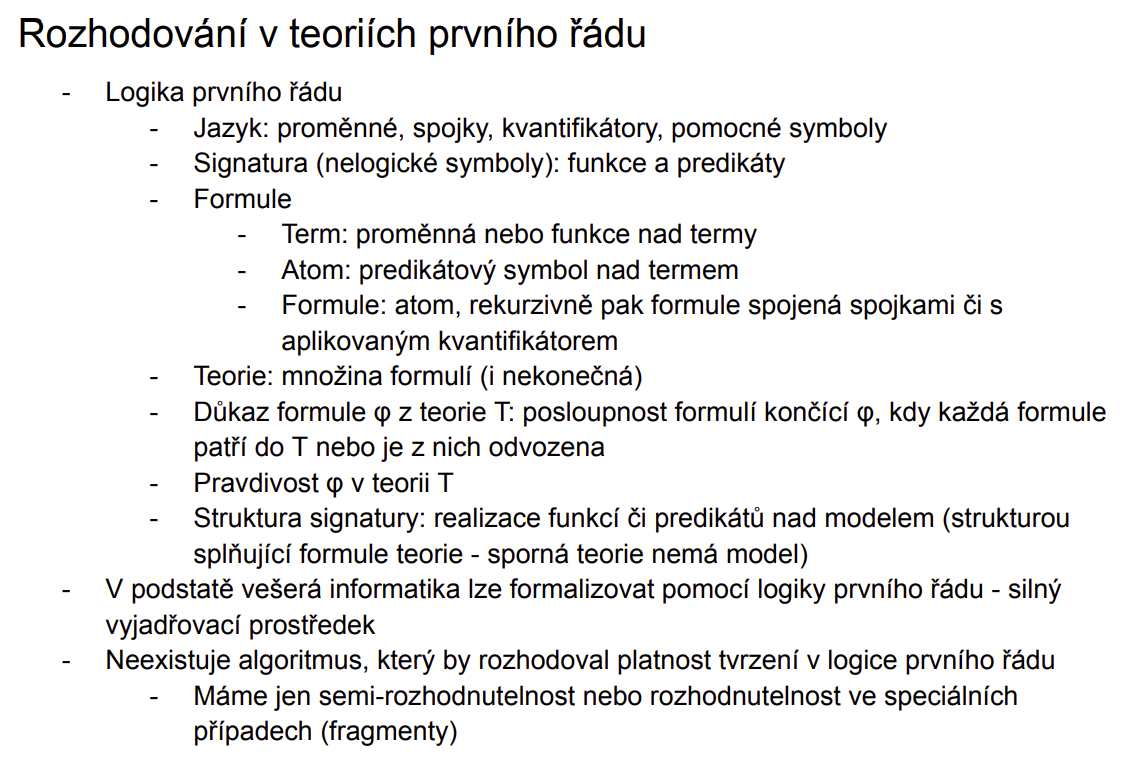 Rozhodování v teoriích prvního řádu
- Logika prvního řádu
- Jazyk: proměnné, spojky, kvantifikátory, pomocné symboly
- Signatura (nelogické symboly): funkce a predikáty
- Formule
- Term: proměnná nebo funkce nad termy
- Atom: predikátový symbol nad termem
- Formule: atom, rekurzivně pak formule spojená spojkami či s
aplikovaným kvantifikátorem
- Teorie: množina formulí (i nekonečná)
- Důkaz formule φ z teorie T: posloupnost formulí končící φ, kdy každá formule
patří do T nebo je z nich odvozena
- Pravdivost φ v teorii T
- Struktura signatury: realizace funkcí či predikátů nad modelem (strukturou
splňující formule teorie - sporná teorie nemá model)
- V podstatě vešerá informatika lze formalizovat pomocí logiky prvního řádu - silný
vyjadřovací prostředek
- Neexistuje algoritmus, který by rozhodoval platnost tvrzení v logice prvního řádu
- Máme jen semi-rozhodnutelnost nebo rozhodnutelnost ve speciálních
případech (fragmenty)